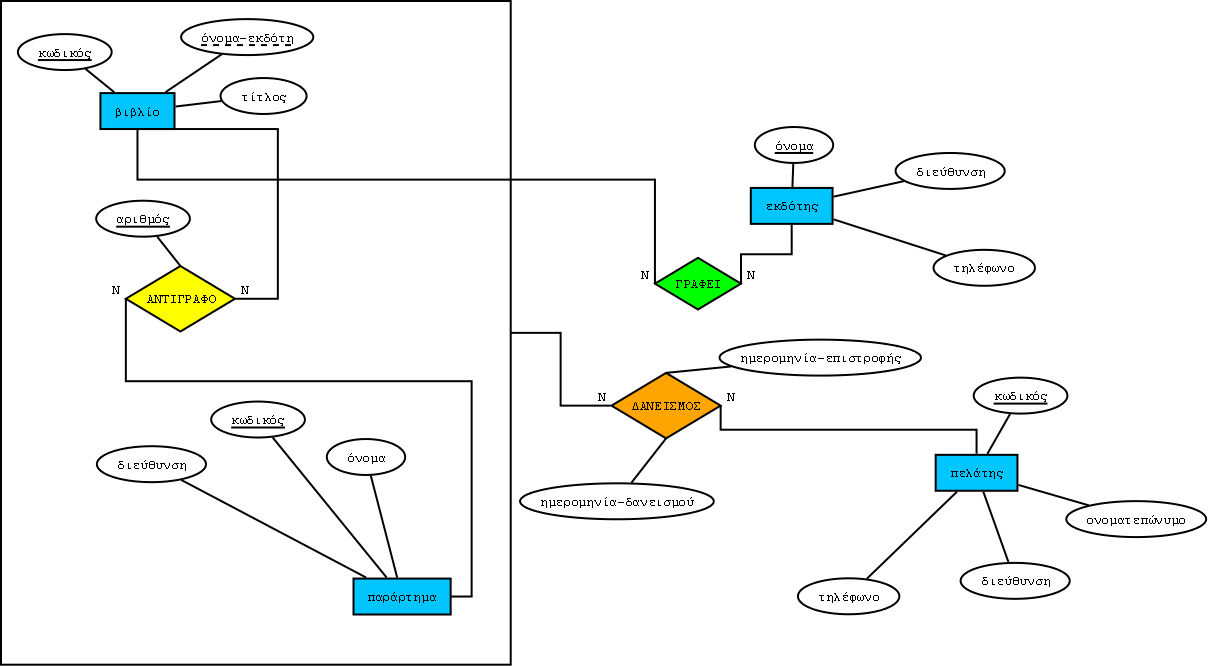 όνομα-εκδότη
κωδικός
τίτλος
βιβλίο
όνομα
διεύθυνση
εκδότης
αριθμός
τηλέφωνο
N
N
ΓΡΑΦΕΙ
N
N
ΑΝΤΙΓΡΑΦΟ
ημερομηνία-επιστροφής
κωδικός
N
N
ΔΑΝΕΙΣΜΟΣ
κωδικός
όνομα
διεύθυνση
πελάτης
ημερομηνία-δανεισμού
ονοματεπώνυμο
διεύθυνση
παράρτημα
τηλέφωνο